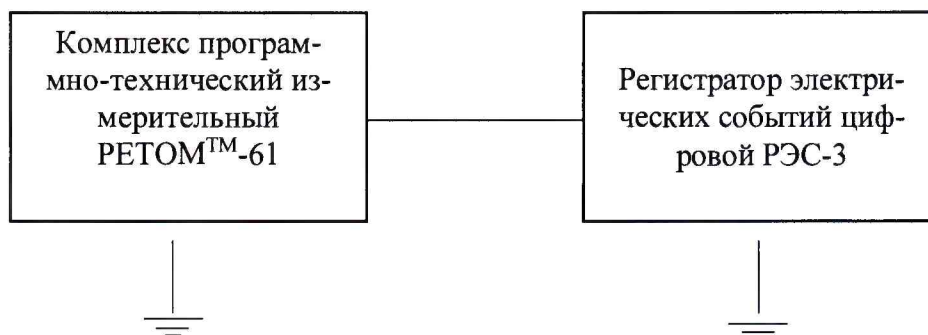 Комплекс програм-
мно-технический из-
мерительный
РЕТОМ™-61
Регистратор электри-
ческих событий циф-
ровой РЭС-3